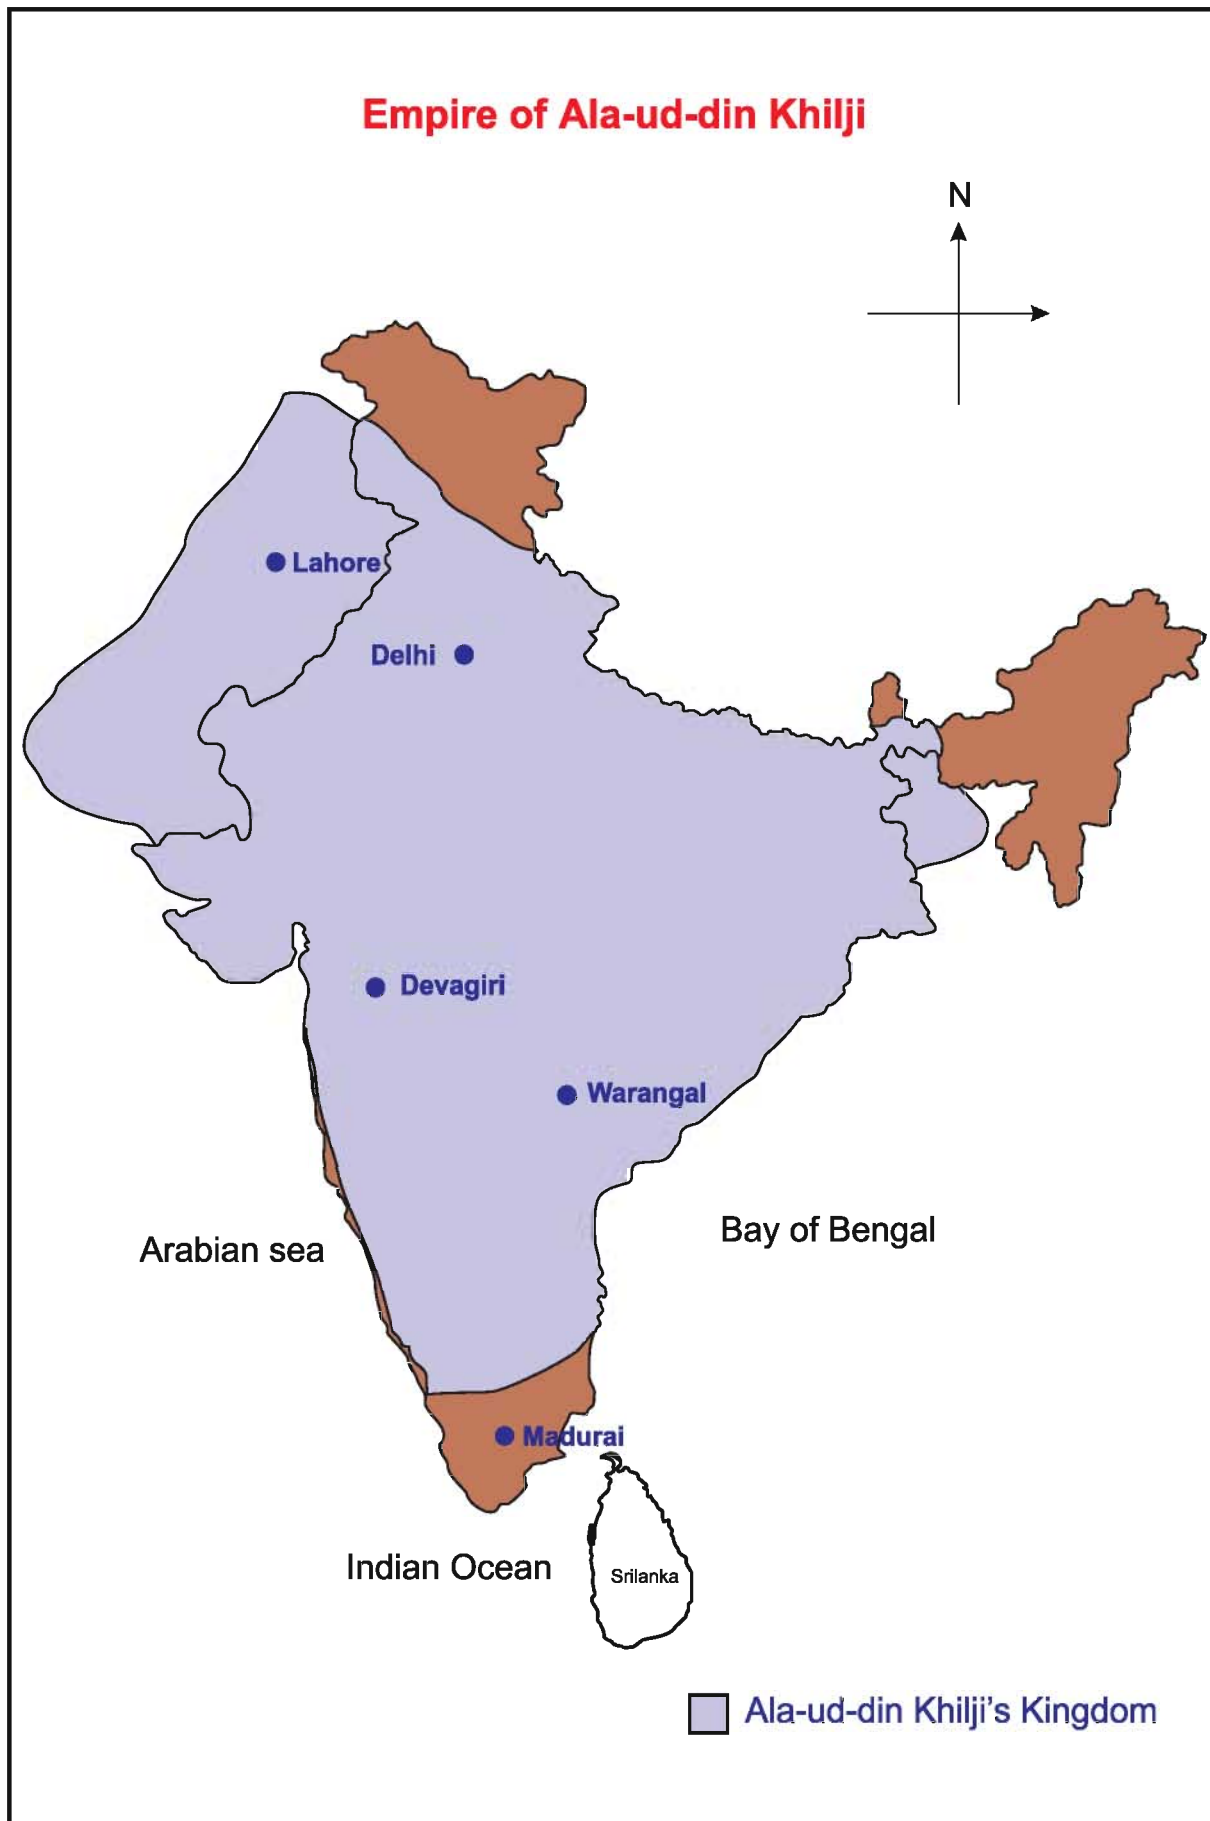 Empire of Ala-ud-din Khilji
N
Lahore
Delhi
Devagiri
Warangal
Bay of Bengal
Arabian sea
Madurai
Indian Ocean
Srilanka
Ala-ud-din Khilji's Kingdom